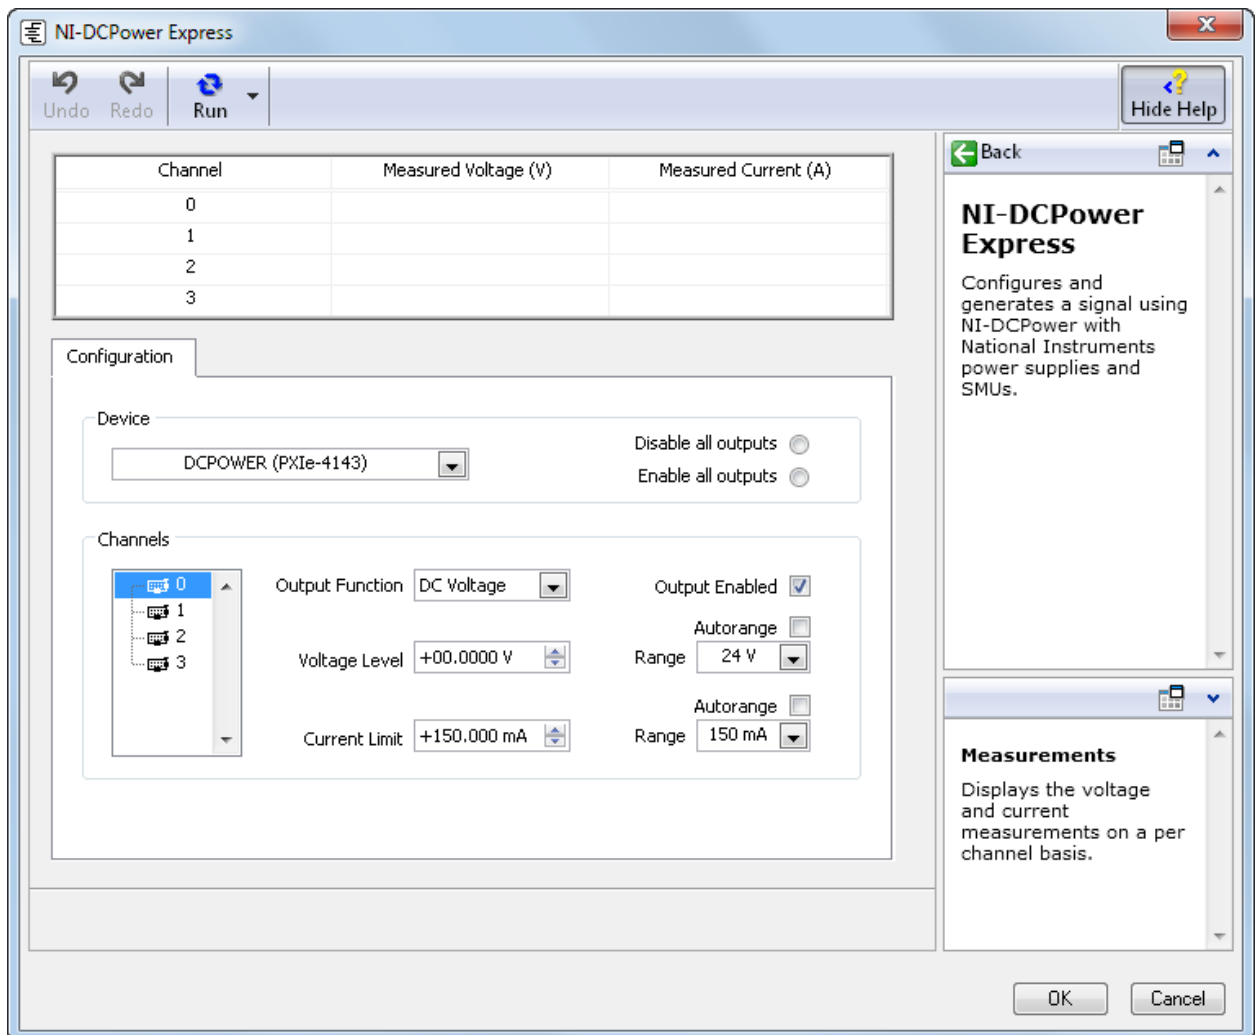 NI-DCPower Express
Undo Redo Run Hide Help
Channel Measured Voltage (V) Measured Current (A)
0
1
2
3
Configuration
Device
DCPOWER (PXIe-4143)
Disable all outputs
Enable all outputs
Channels
0
1
2
3
Output Function DC Voltage
Output Enabled
Autorange
Voltage Level +00.0000 V
Range 24 V
Autorange
Current Limit +150.000 mA
Range 150 mA
Back
NI-DCPower
Express
Configures and
generates a signal using
NI-DCPower with
National Instruments
power supplies and
SMUs.
Measurements
Displays the voltage
and current
measurements on a per
channel basis.
OK Cancel